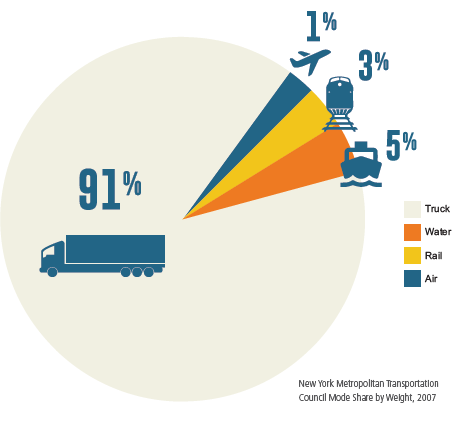 1%
3%
5%
91%
Truck
Water
Rail
Air
New York Metropolitan Transportation
Council Mode Share by Weight, 2007